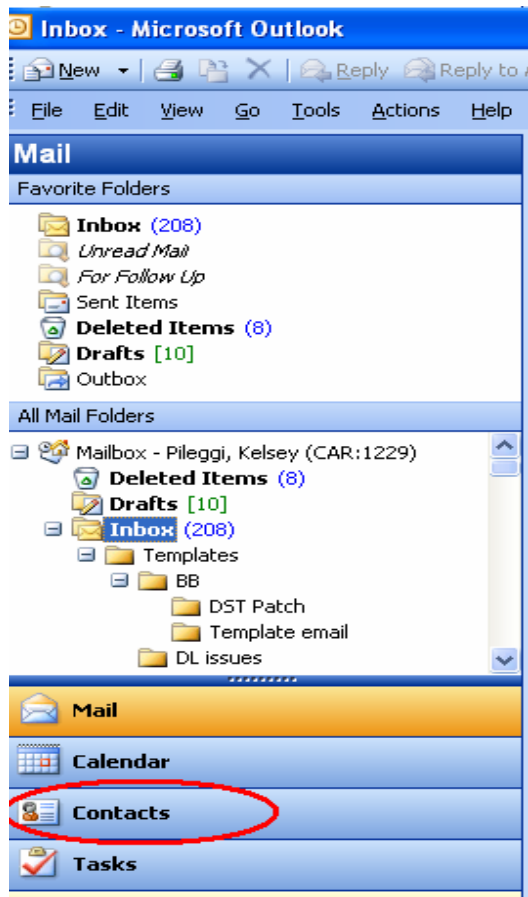 Inbox - Microsoft Outlook
New Reply Reply to
File Edit View Go Tools Actions Help
Mail
Favorite Folders
Inbox (208)
Unread Mail
For Follow Up
Sent Items
Deleted Items (8)
Drafts [10]
Outbox
All Mail Folders
Mailbox - Pileggi, Kelsey (CAR:1229)
Deleted Items (8)
Drafts [10]
Inbox (208)
Templates
BB
DST Patch
Template email
DL issues
Mail
Calendar
Contacts
Tasks